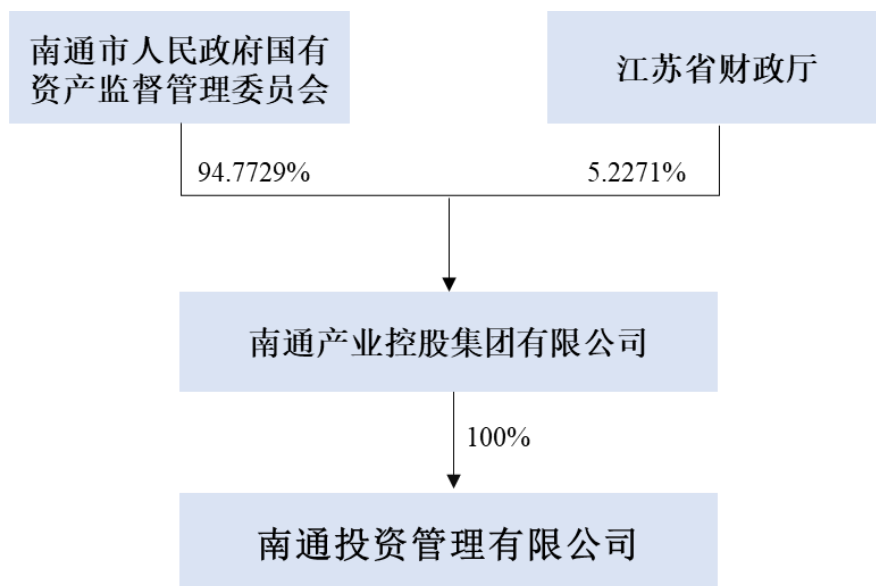 南通市人民政府国有
资产监督管理委员会
江苏省财政厅
94.7729%
5.2271%
南通产业控股集团有限公司
100%
南通投资管理有限公司